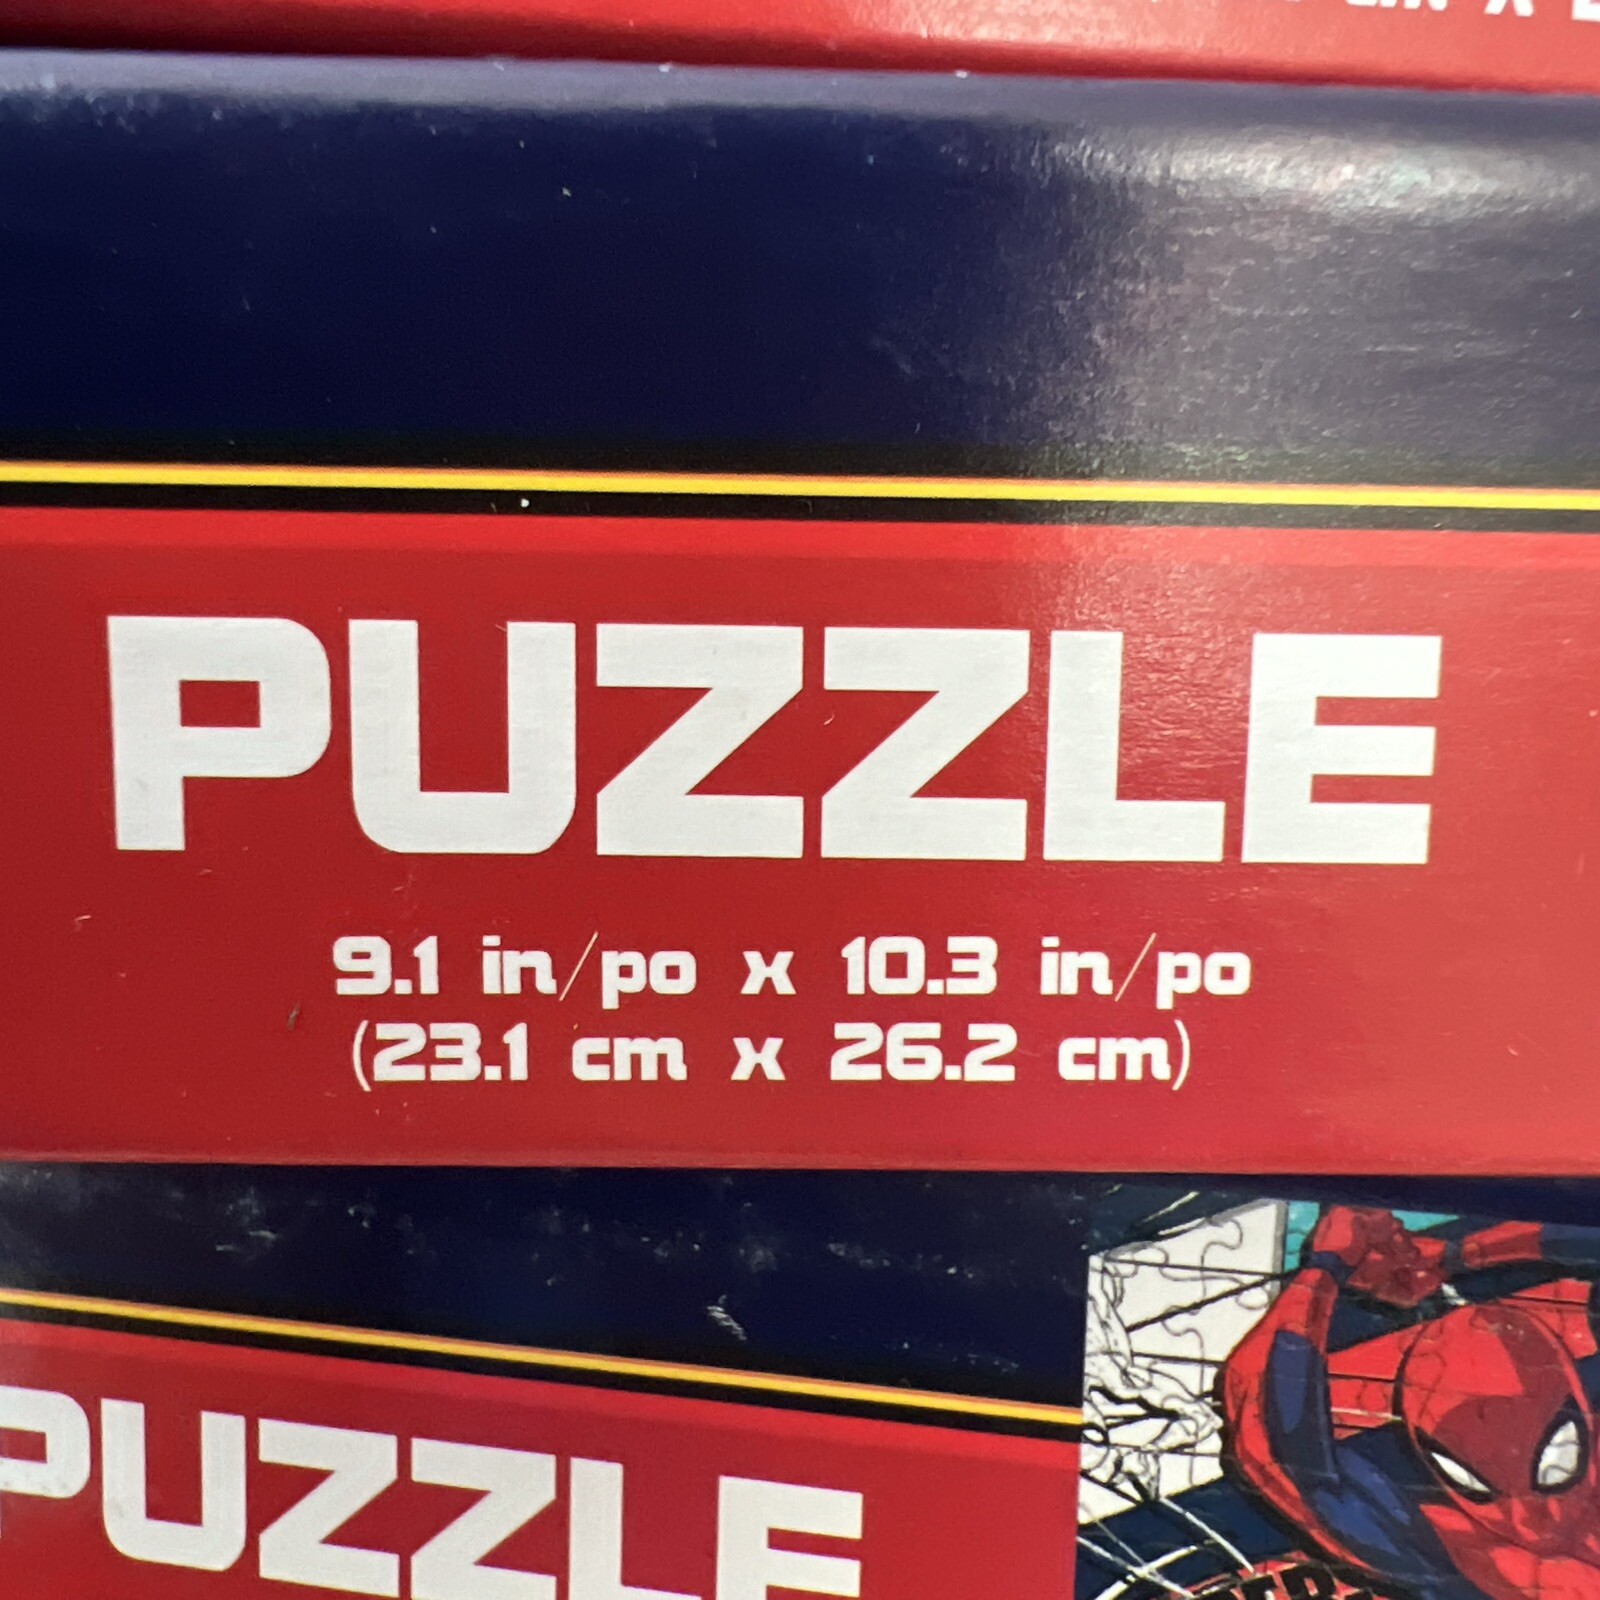 PUZZLE
9.1 in/po x 10.3 in/po
(23.1 cm x 26.2 cm)
PUZZLE